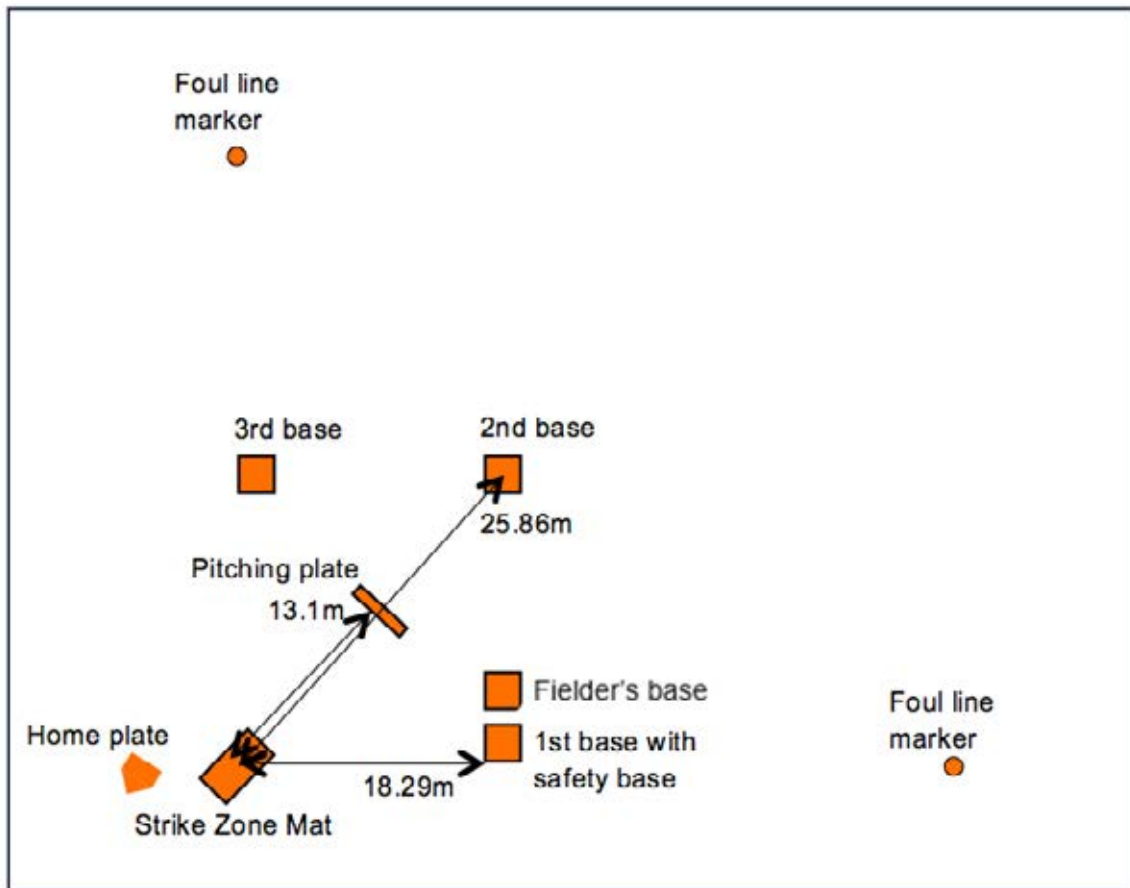 Foul line
marker
3rd base
2nd base
25.86m
Pitching plate
13.1m
Fielder's base
Foul line
marker
Home plate
1st base with
safety base
18.29m
Strike Zone Mat